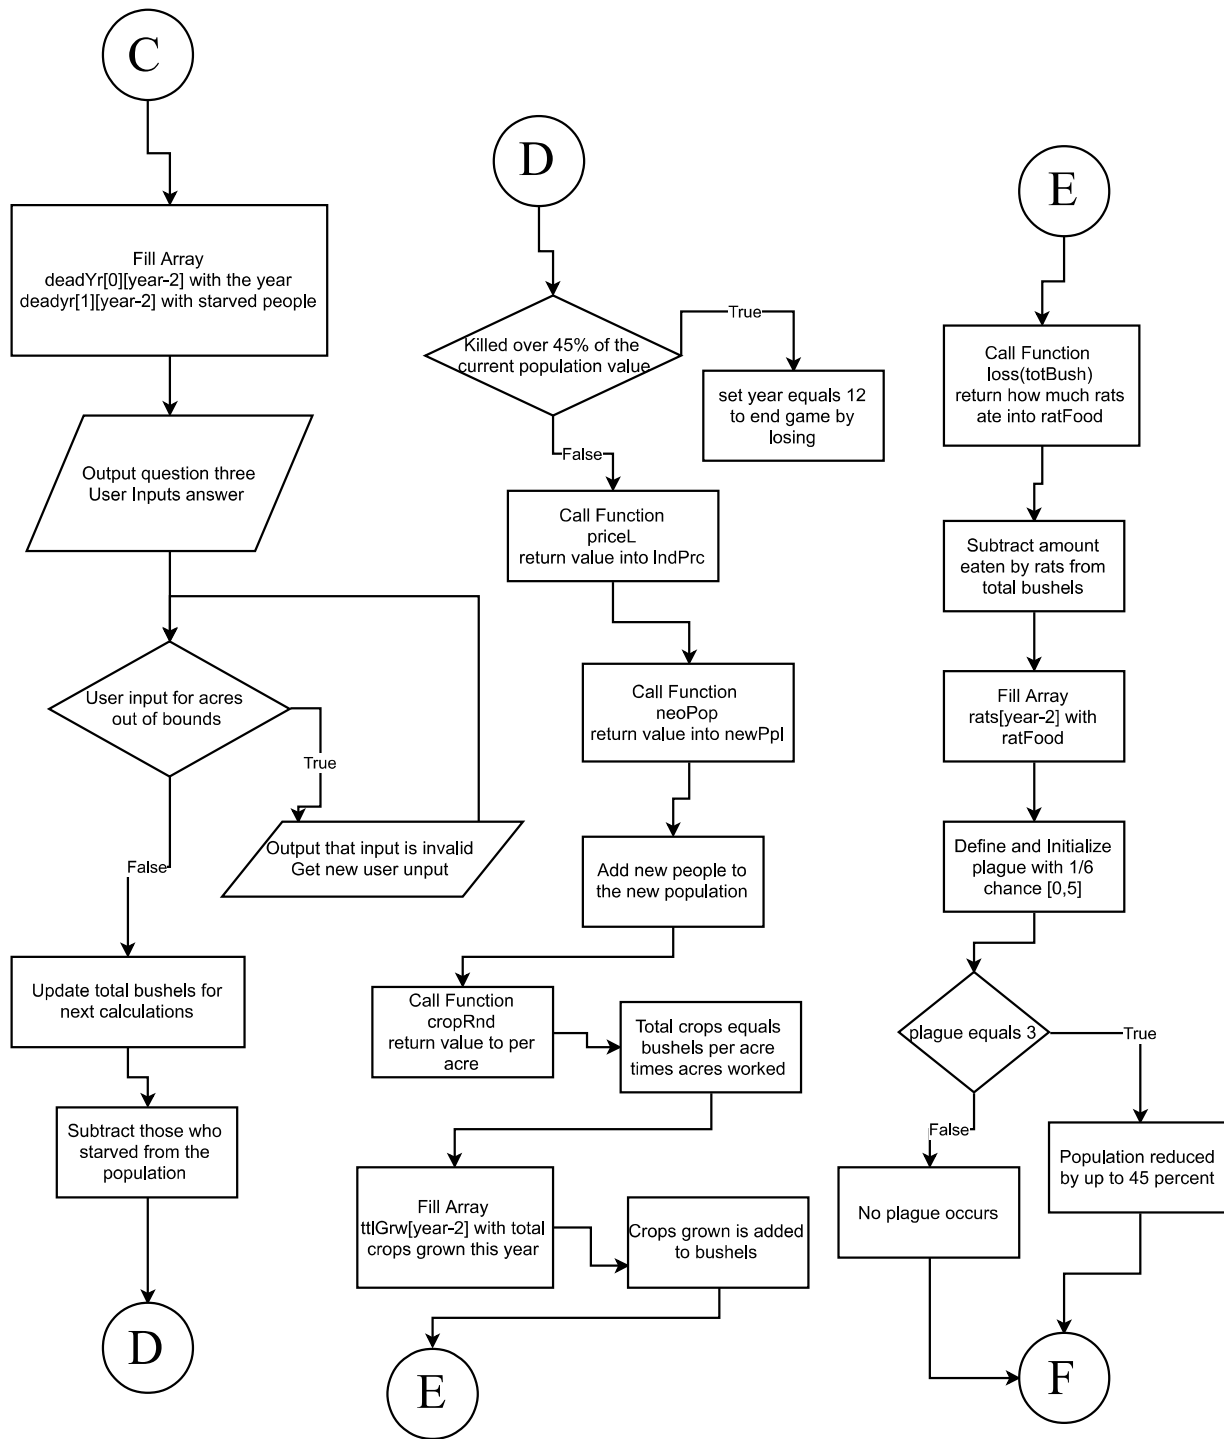 C
Fill Array
deadYr[0][year-2] with the year
deadyr[1][year-2] with starved people
Output question three
User Inputs answer
User input for acres
out of bounds
True
Output that input is invalid
Get new user unput
False
Update total bushels for
next calculations
Subtract those who
starved from the
population
D
D
Killed over 45% of the
current population value
True
set year equals 12
to end game by
losing
False
Call Function
priceL
return value into lndPrc
Call Function
neoPop
return value into newPpl
Add new people to
the new population
Call Function
cropRnd
return value to per
acre
Total crops equals
bushels per acre
times acres worked
Fill Array
ttlGrw[year-2] with total
crops grown this year
Crops grown is added
to bushels
E
E
Call Function
loss(totBush)
return how much rats
ate into ratFood
Subtract amount
eaten by rats from
total bushels
Fill Array
rats[year-2] with
ratFood
Define and Initialize
plague with 1/6
chance [0,5]
plague equals 3
True
False
Population reduced
by up to 45 percent
No plague occurs
F